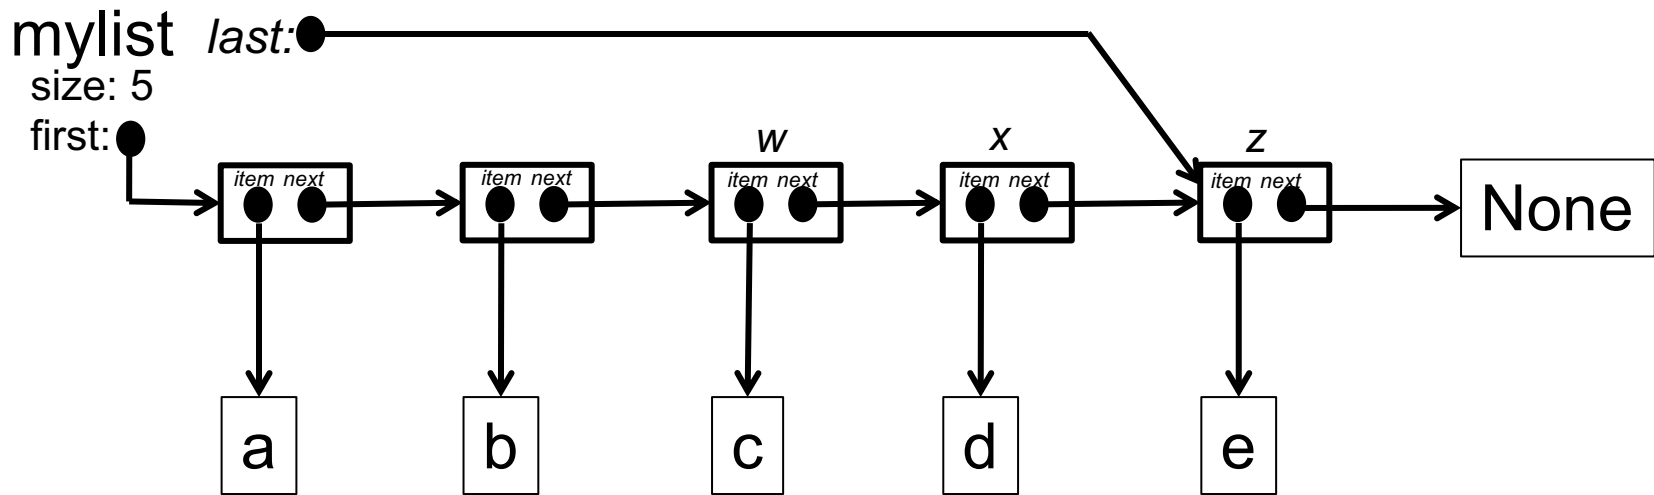 mylist last:
size: 5
first:
w x z
item next item next item next item next item next
None
a b c d e